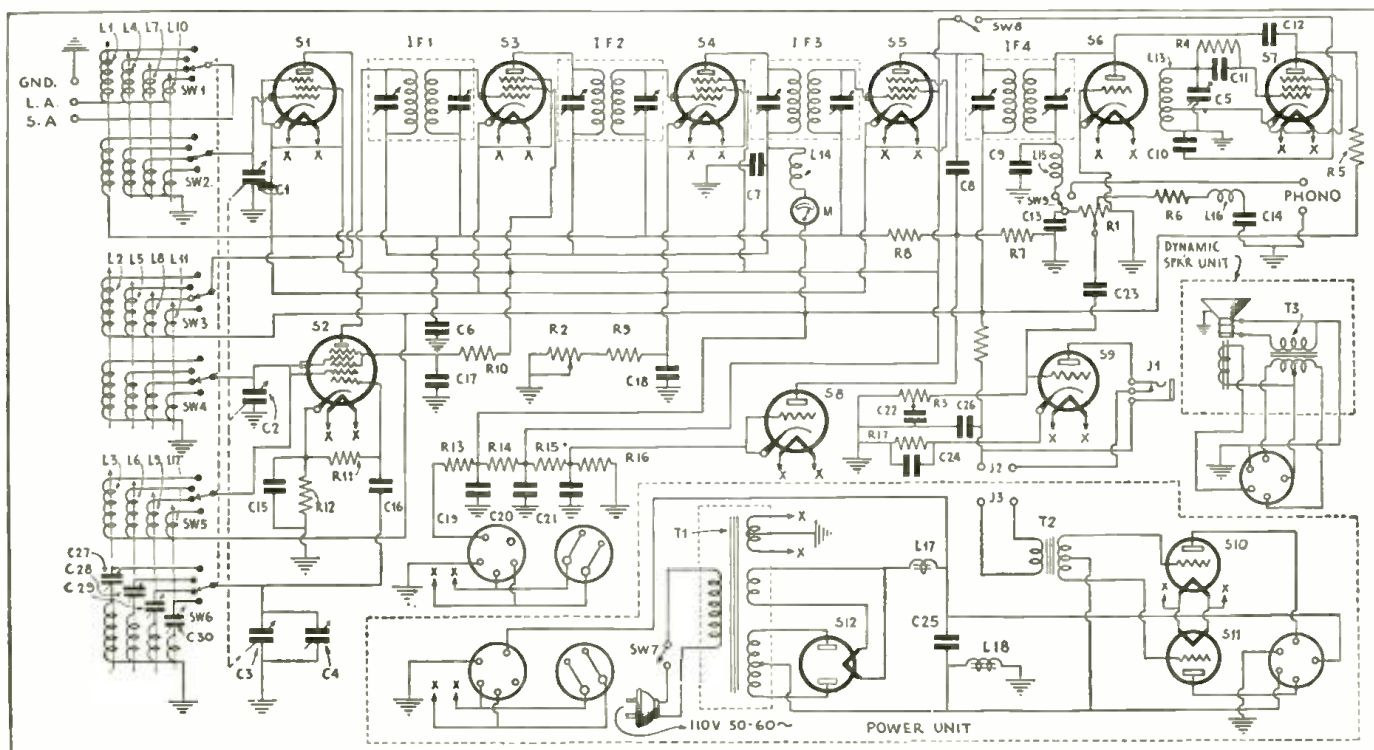 L1 L4 L7 L10
GND.
L.A.
S.A
SW1
SW2
C1
S1
IF1
S3
IF2
S4
IF3
S5
SW8
IF4
S6
L13
R4
C11
C5
C10
C12
S7
R5
X X
X X
X X
X X
X X
X X
C7
L14
M
C8
C9
L15
SW9
C13
R1
R6
L16
C14
PHONO
R8
R7
C23
DYNAMIC
SPK'R UNIT
T3
L2 L5 L8 L11
SW3
SW4
C2
S2
X X
C6
C17
R10
R2
R9
C18
S8
X X
S9
X X
J1
R3
C22
C26
R17
C24
J2
L3 L6 L9
SW5
C15
R12
R11
C16
R13
R14
R15
R16
C19
C20
C21
X X
C27
C28
C29
SW6
C30
C3
C4
X X
SW7
T1
X
X
S12
L17
C25
L18
J3
T2
S10
X X
S11
110V 50-60~
POWER UNIT